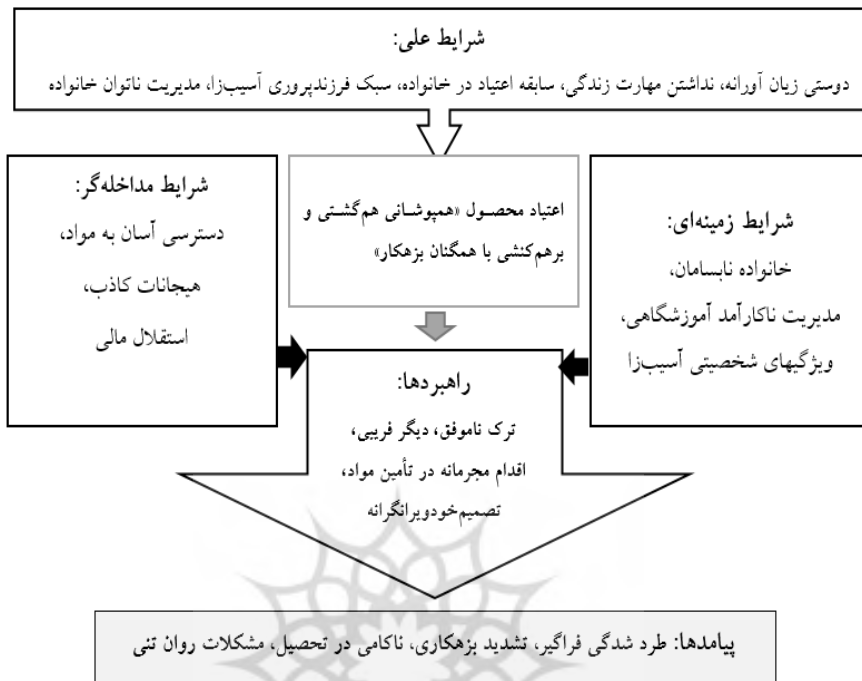 شرایط علی:
دوستی زیان آورانه، نداشتن مهارت زندگی، سابقه اعتیاد در خانواده، سبک فرزندپروری آسیب‌زا، مدیریت ناتوان خانواده
شرایط زمینه‌ای:
خانواده نابسامان،
مدیریت ناکارآمد آموزشگاهی،
ویژگیهای شخصیتی آسیب‌زا
اعتیاد محصول «همپوشانی هم‌گشتی و
برهم‌کنشی با همگنان بزهکار»
شرایط مداخله‌گر:
دسترسی آسان به مواد،
هیجانات کاذب،
استقلال مالی
راهبردها:
ترک ناموفق، دیگر فریبی،
اقدام مجرمانه در تأمین مواد،
تصمیم‌خودویرانگرانه
پیامدها: طرد شدگی فراگیر، تشدید بزهکاری، ناکامی در تحصیل، مشکلات روان تنی